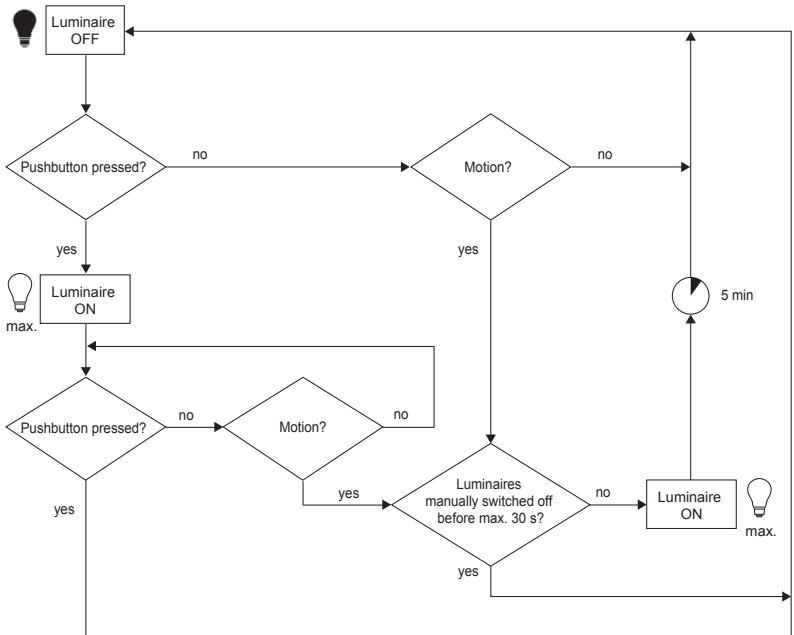 Luminaire
OFF
Pushbutton pressed?
no
Motion?
no
yes
yes
Luminaire
ON
max.
5 min
Pushbutton pressed?
no
Motion?
no
yes
yes
Luminaires
manually switched off
before max. 30 s?
no
Luminaire
ON
max.
yes